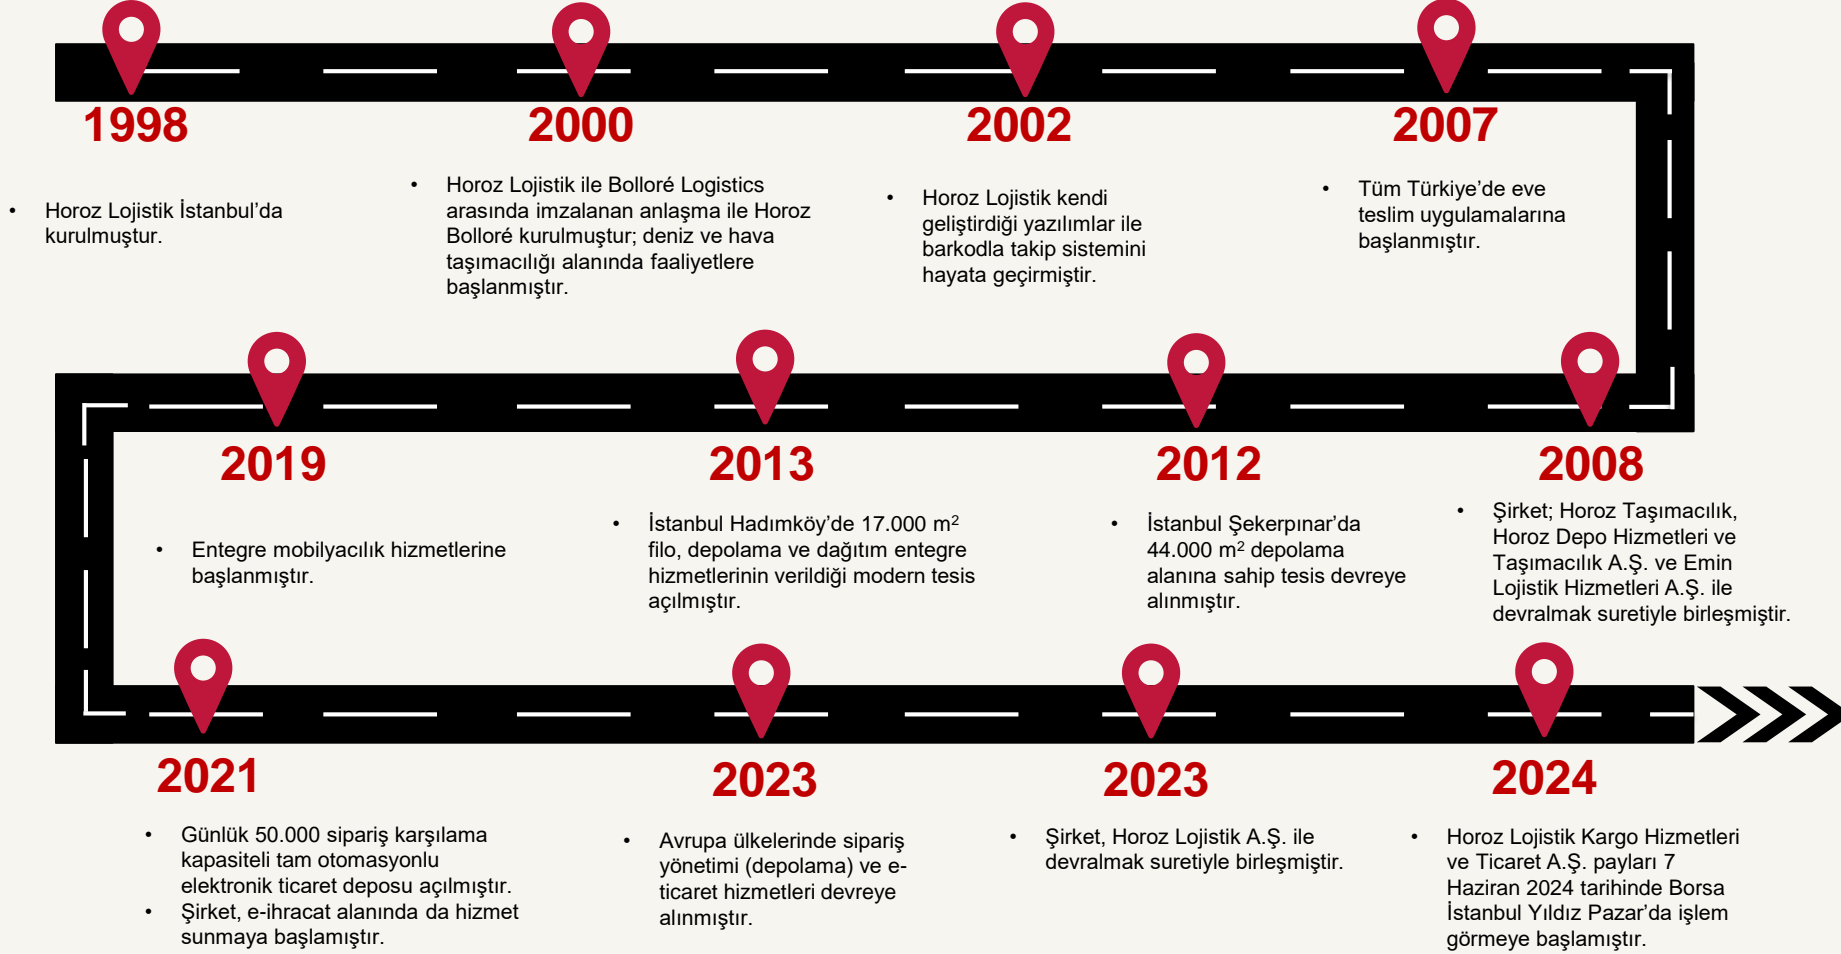 1998
• Horoz Lojistik İstanbul’da
kurulmuştur.
2000
• Horoz Lojistik ile Bolloré Logistics
arasında imzalanan anlaşma ile Horoz
Bolloré kurulmuştur; deniz ve hava
taşımacılığı alanında faaliyetlere
başlanmıştır.
2002
• Horoz Lojistik kendi
geliştirdiği yazılımlar ile
barkodla takip sistemini
hayata geçirmiştir.
2007
• Tüm Türkiye’de eve
teslim uygulamalarına
başlanmıştır.
2008
• Şirket; Horoz Taşımacılık,
Horoz Depo Hizmetleri ve
Taşımacılık A.Ş. ve Emin
Lojistik Hizmetleri A.Ş. ile
devralmak suretiyle birleşmiştir.
2012
• İstanbul Şekerpınar’da
44.000 m² depolama
alanına sahip tesis devreye
alınmıştır.
2013
• İstanbul Hadımköy’de 17.000 m²
filo, depolama ve dağıtım entegre
hizmetlerinin verildiği modern tesis
açılmıştır.
2019
• Entegre mobilyacılık hizmetlerine
başlanmıştır.
2021
• Günlük 50.000 sipariş karşılama
kapasiteli tam otomasyonlu
elektronik ticaret deposu açılmıştır.
• Şirket, e-ihracat alanında da hizmet
sunmaya başlamıştır.
2023
• Avrupa ülkelerinde sipariş
yönetimi (depolama) ve e-
ticaret hizmetleri devreye
alınmıştır.
2023
• Şirket, Horoz Lojistik A.Ş. ile
devralmak suretiyle birleşmiştir.
2024
• Horoz Lojistik Kargo Hizmetleri
ve Ticaret A.Ş. payları 7
Haziran 2024 tarihinde Borsa
İstanbul Yıldız Pazar’da işlem
görmeye başlamıştır.